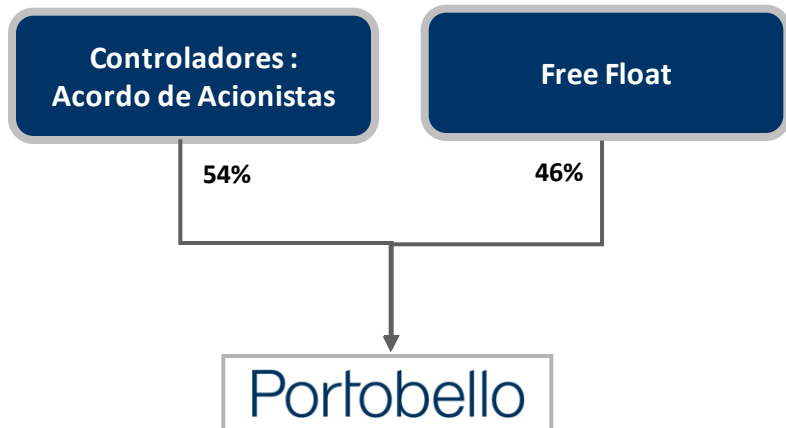 Controladores :
Acordo de Acionistas
Free Float
54%
46%
Portobello